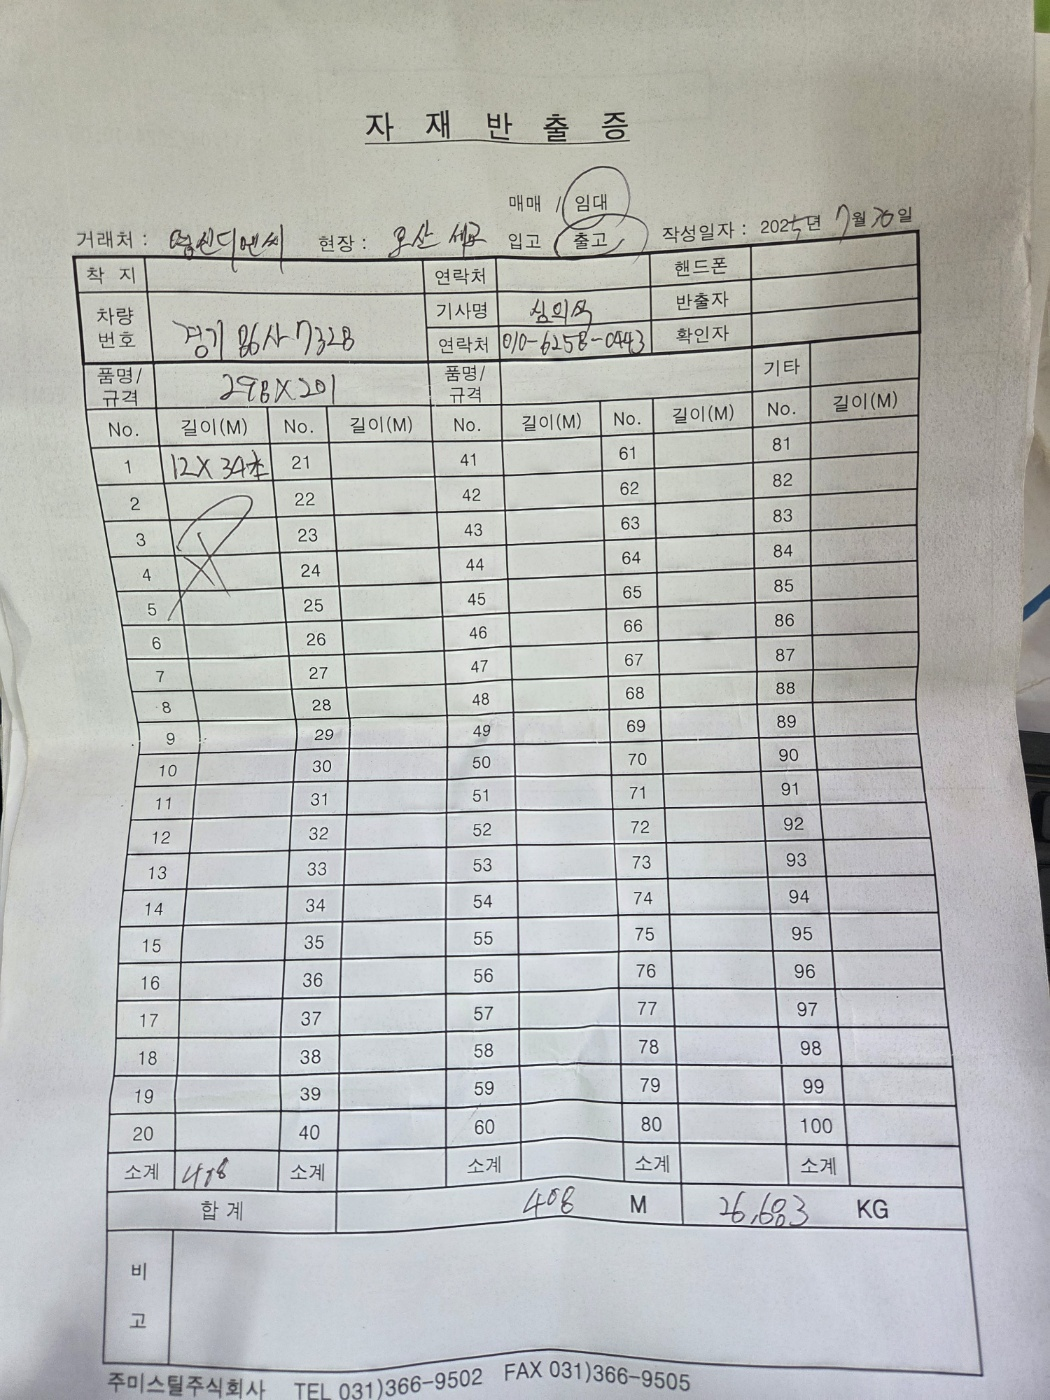 자 재 반 출 증
매매 / 임대
거래처 : 명신디엔씨 현장 : 오산 세교 입고 출고 작성일자 : 2025년 7월 26일
착 지 연락처 핸드폰
차량 번호 경기 86사 7328 기사명 심의석 반출자
연락처 010-6258-0443 확인자
품명/ 규격 298X201 품명/ 규격 기타
No. 길이(M) No. 길이(M) No. 길이(M) No. 길이(M) No. 길이(M)
1 12X34本 21 41 61 81
2 22 42 62 82
3 23 43 63 83
4 24 44 64 84
5 25 45 65 85
6 26 46 66 86
7 27 47 67 87
8 28 48 68 88
9 29 49 69 89
10 30 50 70 90
11 31 51 71 91
12 32 52 72 92
13 33 53 73 93
14 34 54 74 94
15 35 55 75 95
16 36 56 76 96
17 37 57 77 97
18 38 58 78 98
19 39 59 79 99
20 40 60 80 100
소계 408 소계 소계 소계 소계
합 계 408 M 26,683 KG
비
고
주미스틸주식회사 TEL 031)366-9502 FAX 031)366-9505